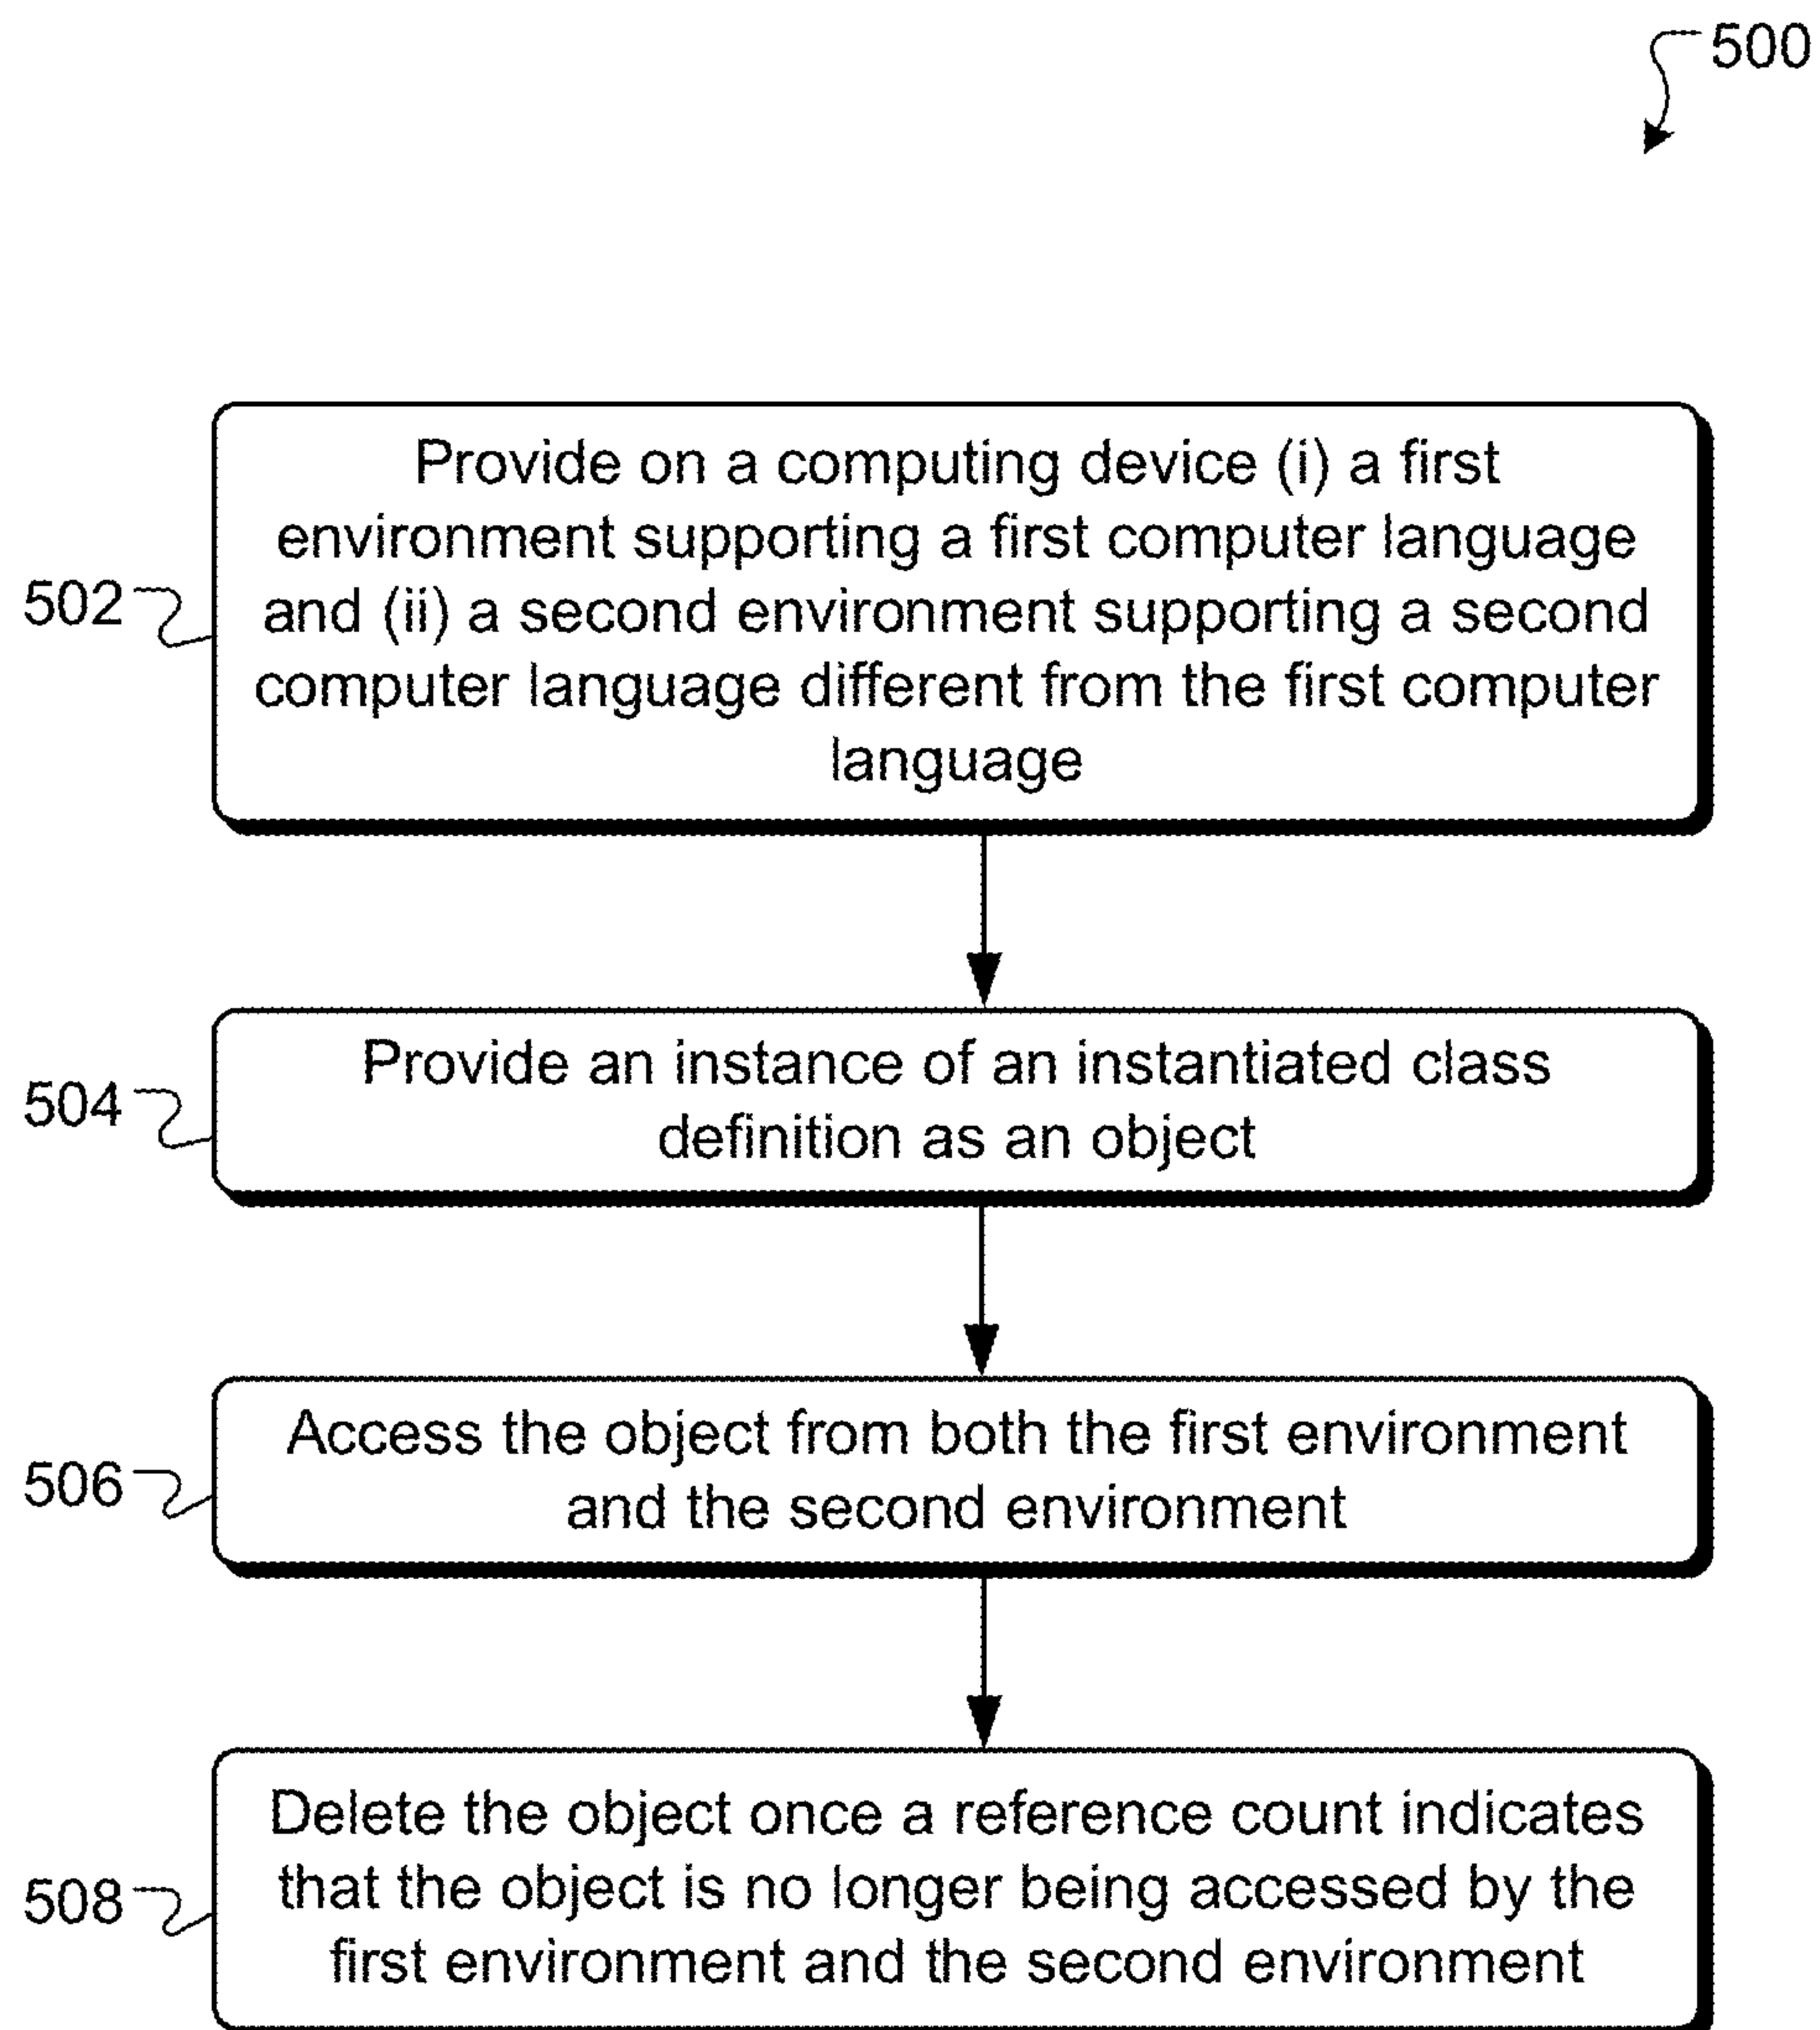 500
Provide on a computing device (i) a first
environment supporting a first computer language
and (ii) a second environment supporting a second
computer language different from the first computer
language
502
Provide an instance of an instantiated class
definition as an object
504
Access the object from both the first environment
and the second environment
506
Delete the object once a reference count indicates
that the object is no longer being accessed by the
first environment and the second environment
508